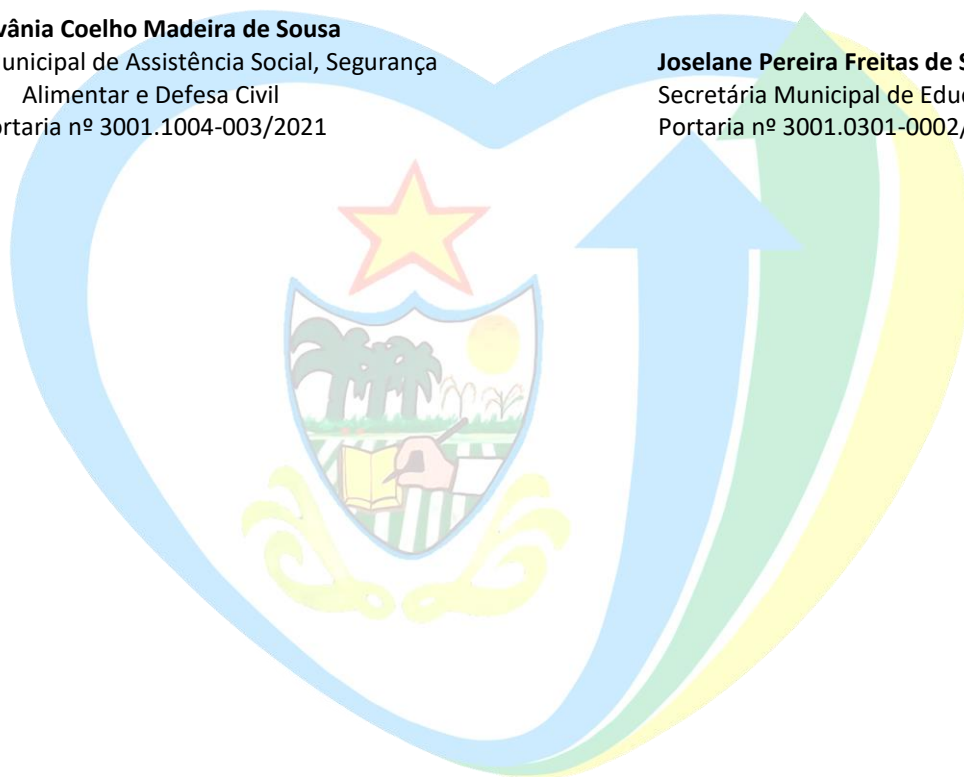 vânia Coelho Madeira de Sousa
unicipal de Assistência Social, Segurança
Alimentar e Defesa Civil
rtaria nº 3001.1004-003/2021
Joselane Pereira Freitas de S
Secretária Municipal de Educ
Portaria nº 3001.0301-0002/